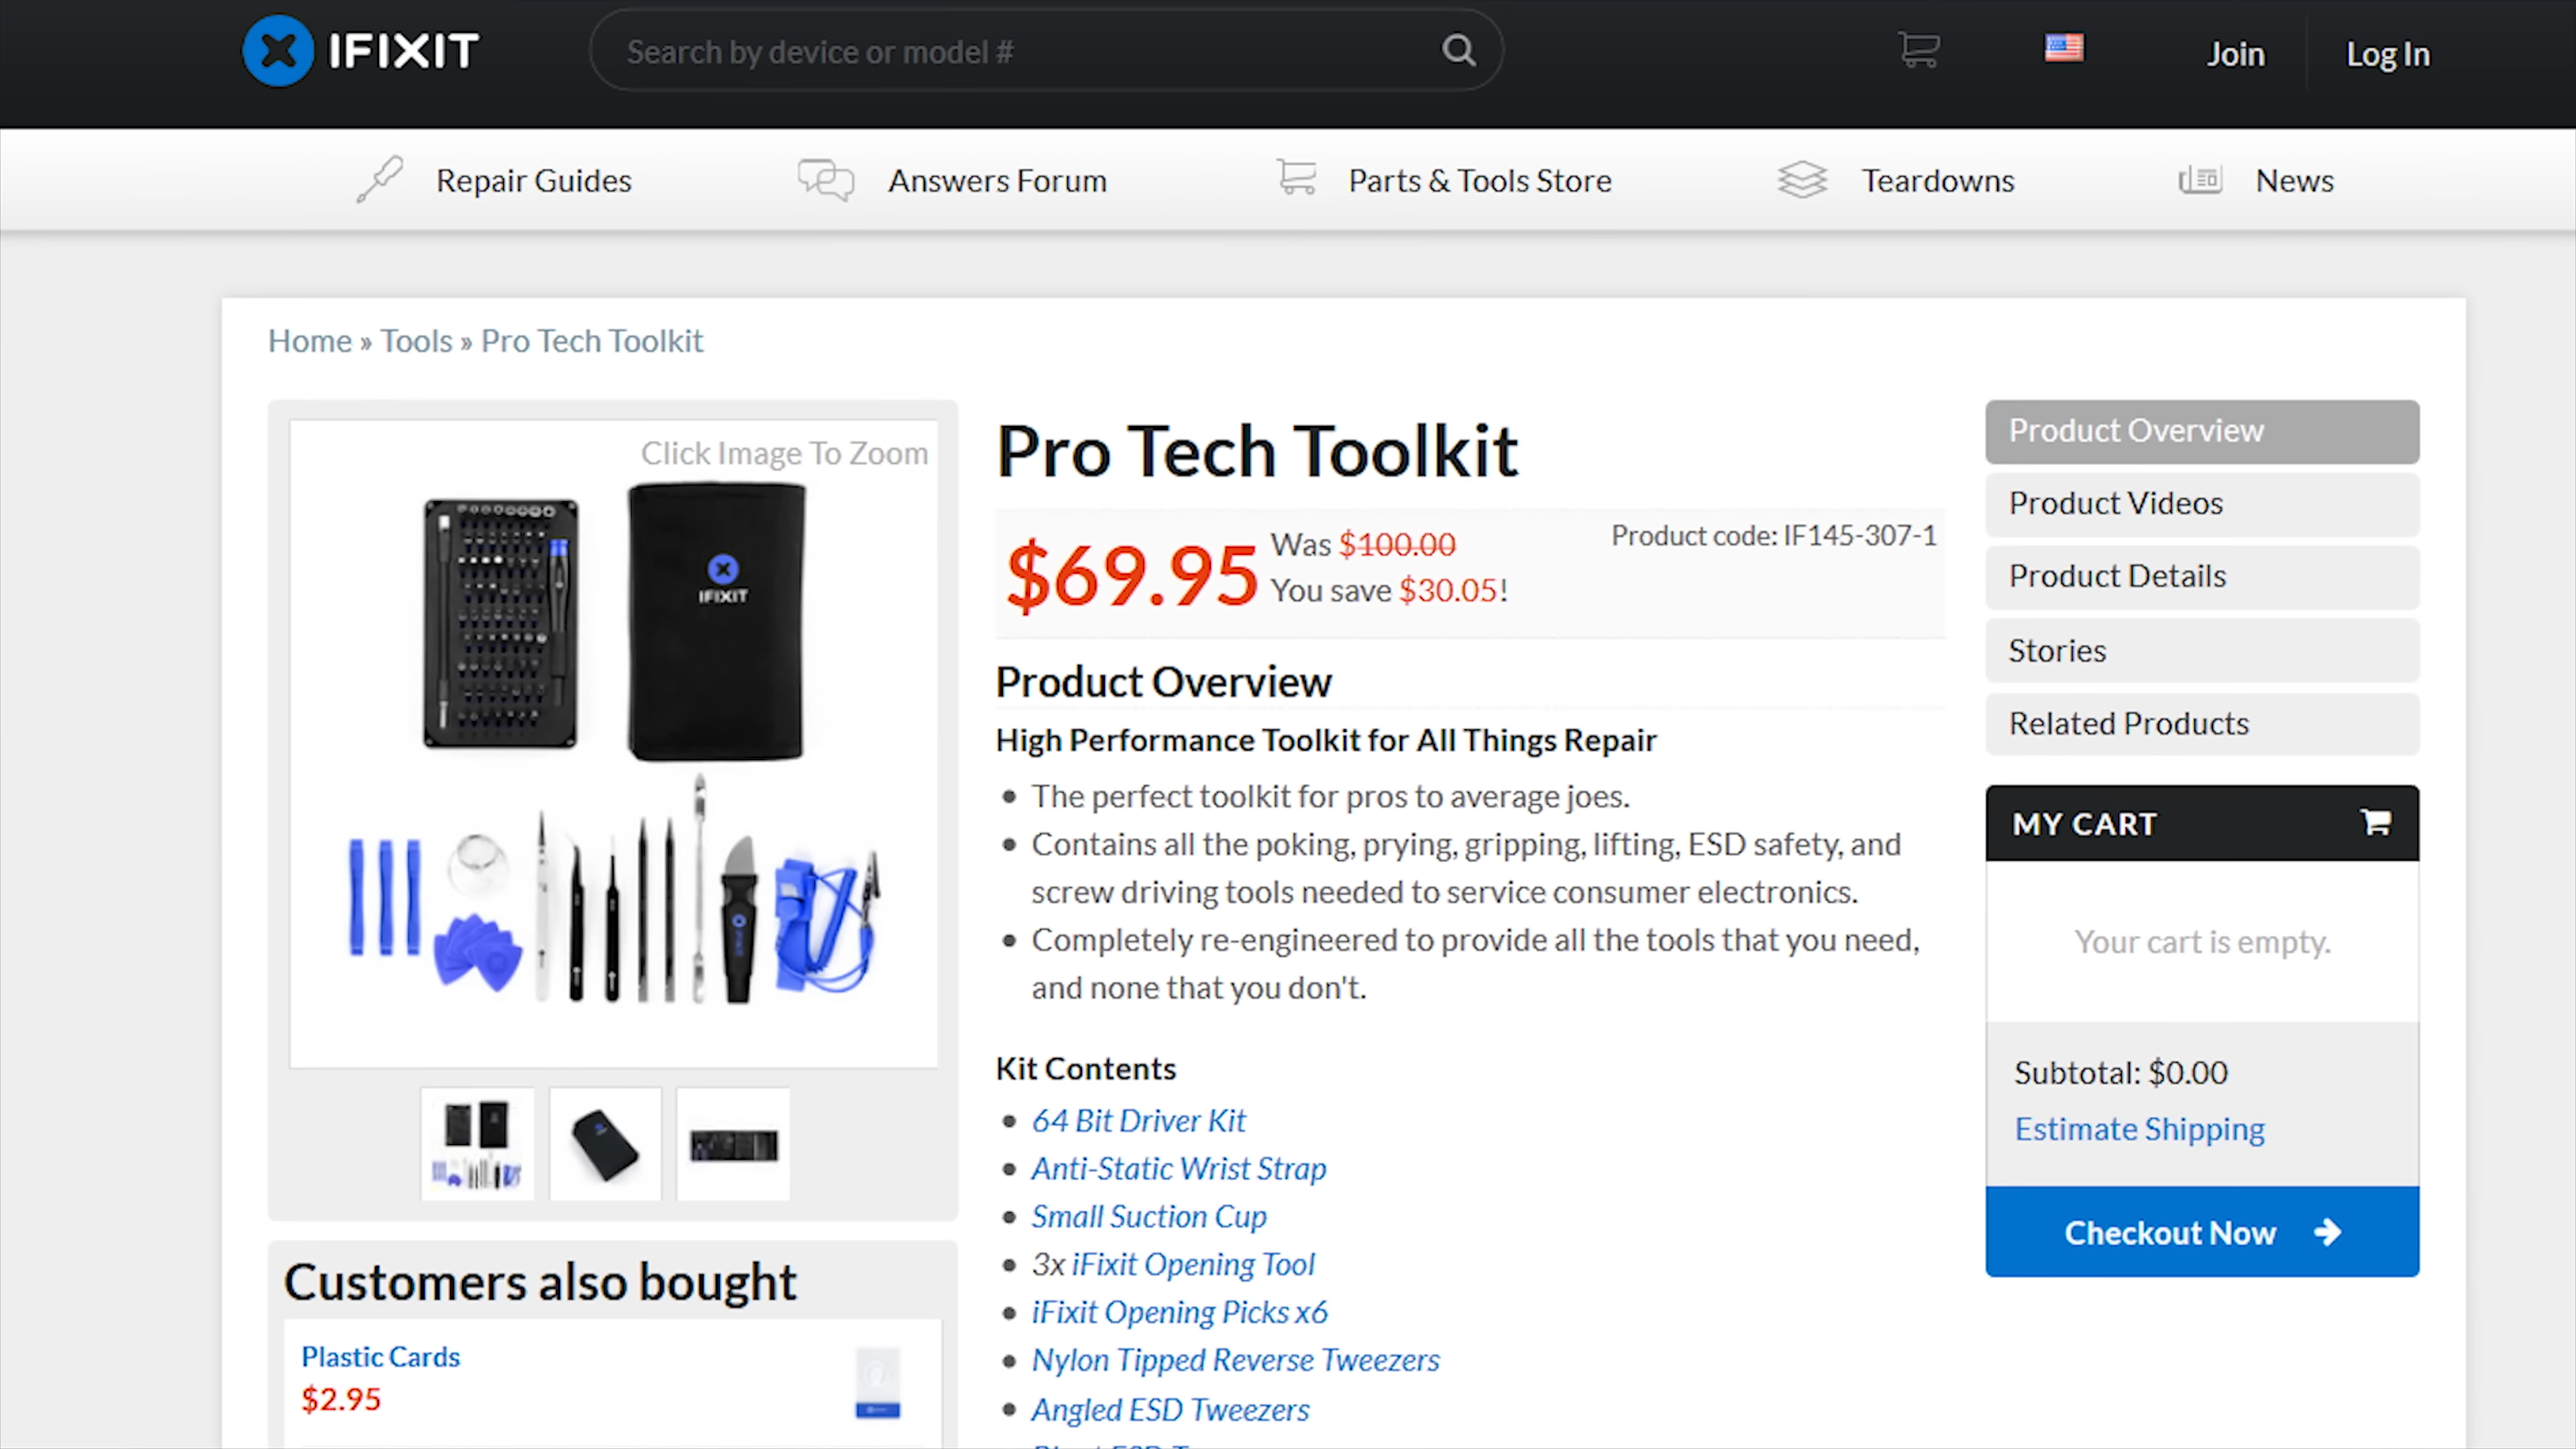 IFIXIT
Search by device or model #
Join
Log In
Repair Guides
Answers Forum
Parts & Tools Store
Teardowns
News
Home » Tools » Pro Tech Toolkit
Click Image To Zoom
IFIXIT
Pro Tech Toolkit
$69.95
Was $100.00
You save $30.05!
Product code: IF145-307-1
Product Overview
High Performance Toolkit for All Things Repair
• The perfect toolkit for pros to average joes.
• Contains all the poking, prying, gripping, lifting, ESD safety, and
screw driving tools needed to service consumer electronics.
• Completely re-engineered to provide all the tools that you need,
and none that you don't.
Kit Contents
• 64 Bit Driver Kit
• Anti-Static Wrist Strap
• Small Suction Cup
• 3x iFixit Opening Tool
• iFixit Opening Picks x6
• Nylon Tipped Reverse Tweezers
• Angled ESD Tweezers
Product Overview
Product Videos
Product Details
Stories
Related Products
MY CART
Your cart is empty.
Subtotal: $0.00
Estimate Shipping
Checkout Now
Customers also bought
Plastic Cards
$2.95